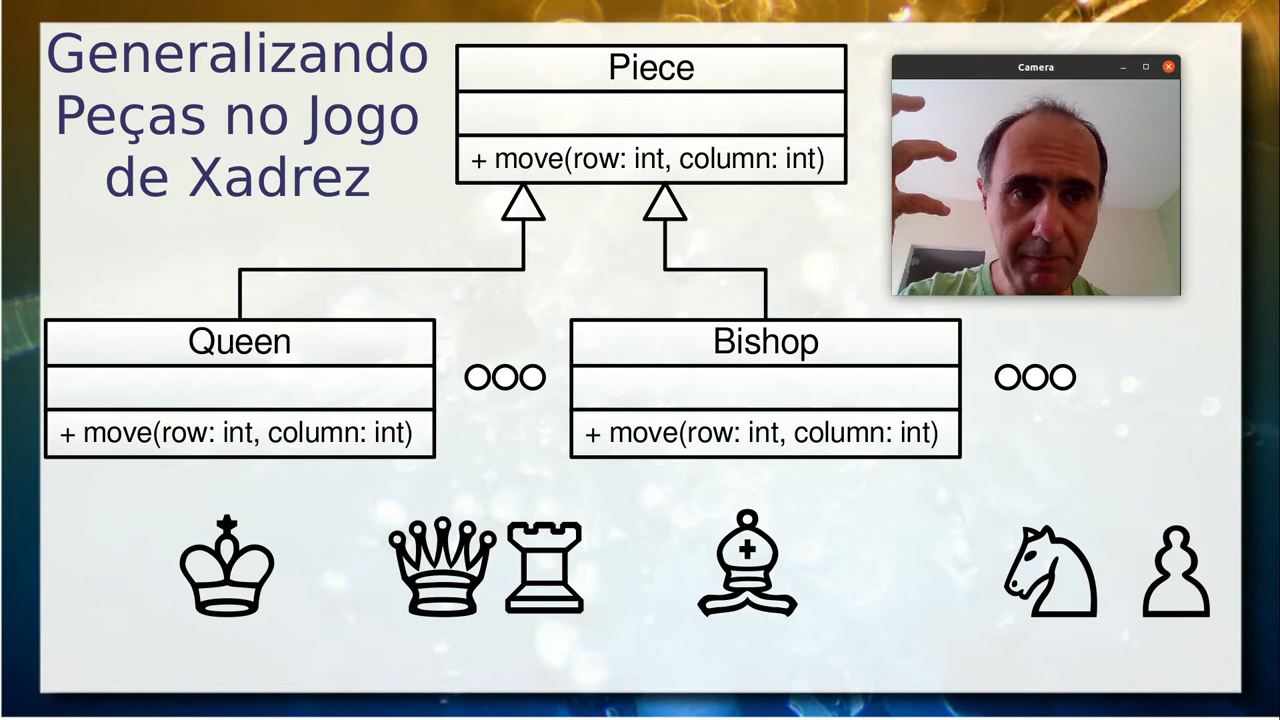 Generalizando
Peças no Jogo
de Xadrez
Piece
+ move(row: int, column: int)
Camera
Queen
+ move(row: int, column: int)
Bishop
+ move(row: int, column: int)